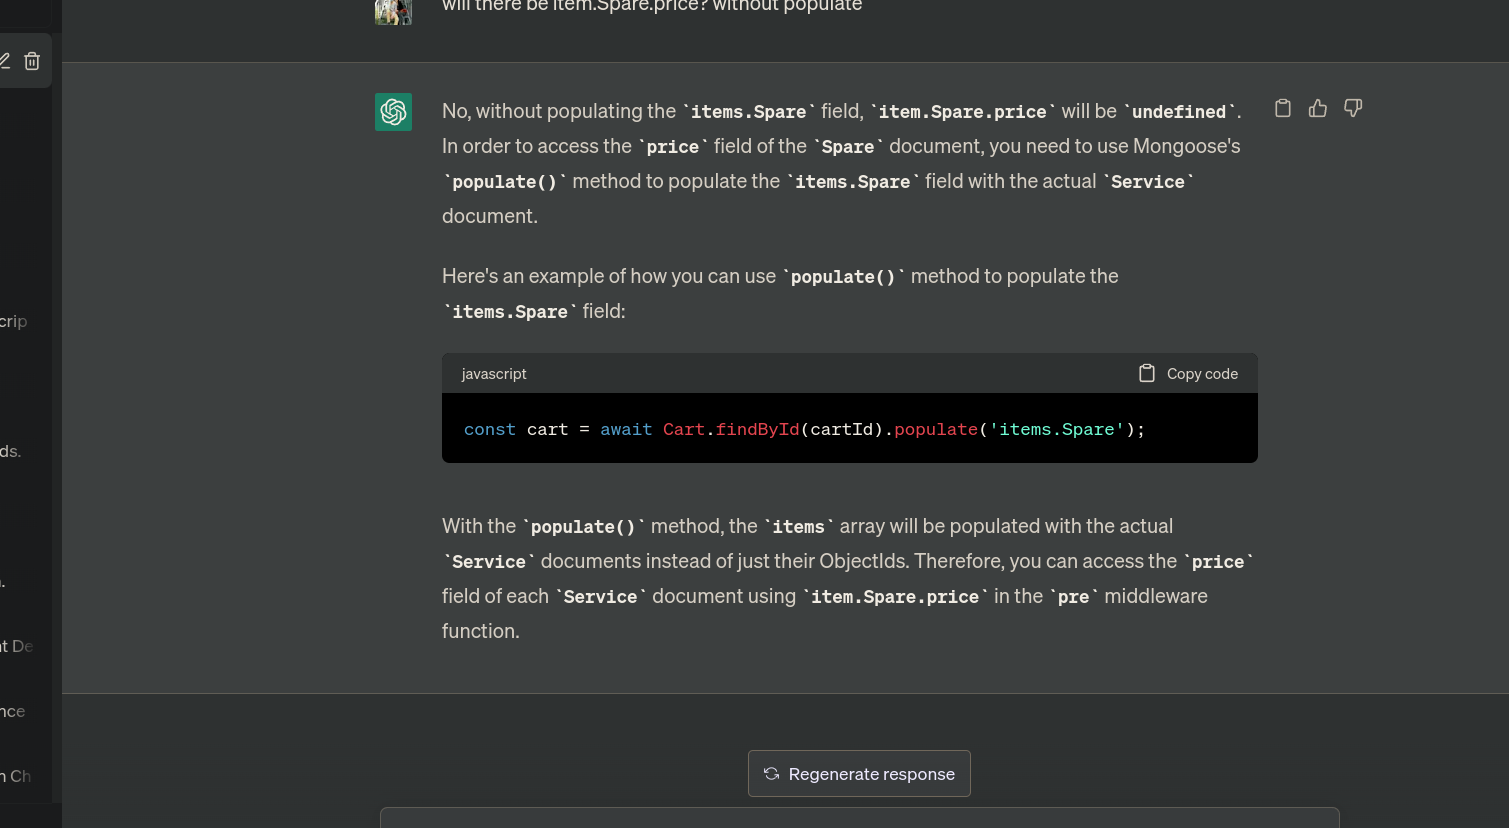 will there be item.Spare.price? without populate
No, without populating the `items.Spare` field, `item.Spare.price` will be `undefined`.
In order to access the `price` field of the `Spare` document, you need to use Mongoose's
`populate()` method to populate the `items.Spare` field with the actual `Service`
document.
Here's an example of how you can use `populate()` method to populate the
`items.Spare` field:
javascript
Copy code
const cart = await Cart.findById(cartId).populate('items.Spare');
With the `populate()` method, the `items` array will be populated with the actual
`Service` documents instead of just their ObjectIds. Therefore, you can access the `price`
field of each `Service` document using `item.Spare.price` in the `pre` middleware
function.
Regenerate response
crip
ds.
t De
nce
Ch